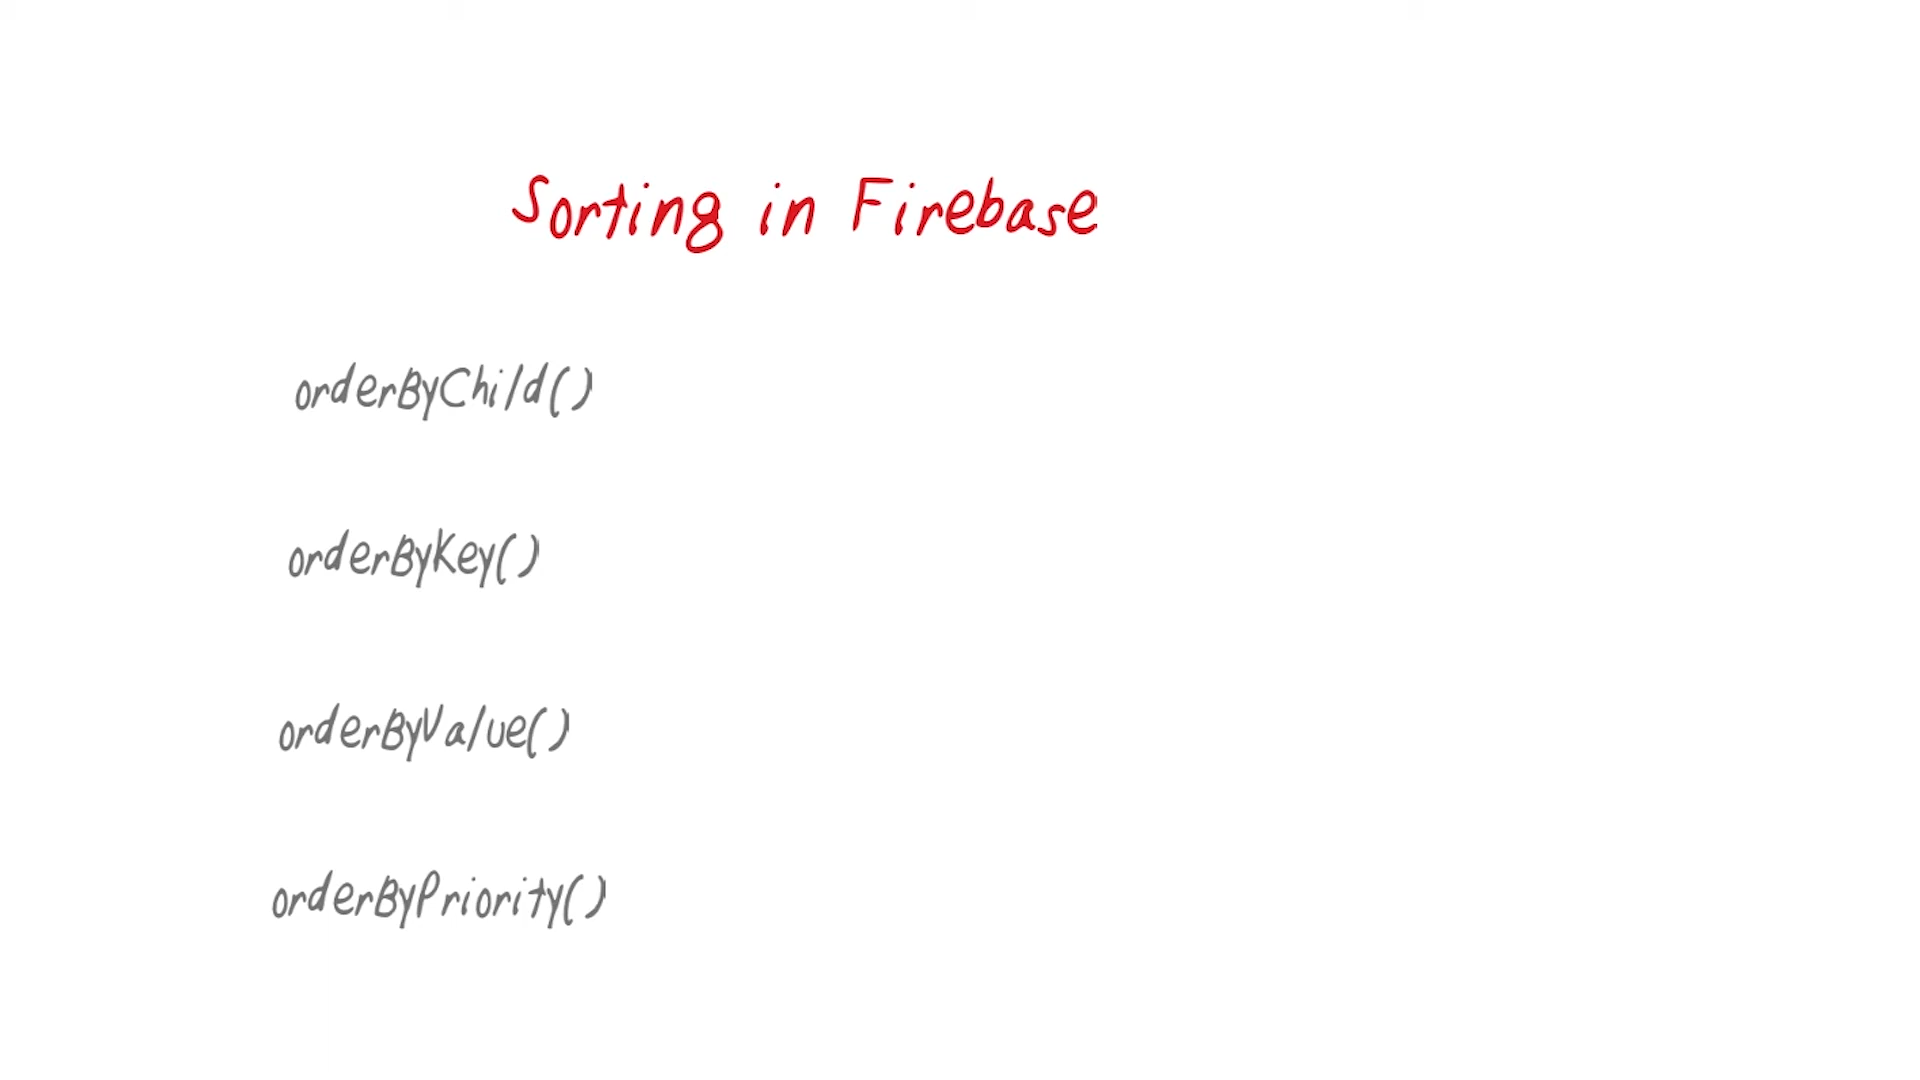 Sorting in Firebase
orderByChild()
orderByKey()
orderByValue()
orderByPriority()